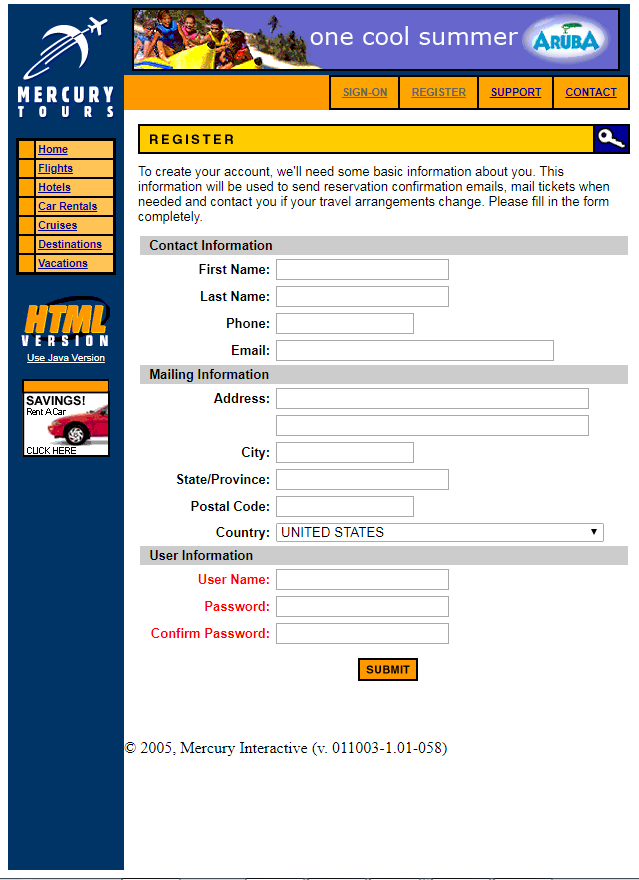 one cool summer ARUBA
MERCURY
TOURS
SIGN-ON REGISTER SUPPORT CONTACT
Home
Flights
Hotels
Car Rentals
Cruises
Destinations
Vacations
HTML
VERSION
Use Java Version
SAVINGS!
Rent A Car
CLICK HERE
REGISTER
To create your account, we'll need some basic information about you. This
information will be used to send reservation confirmation emails, mail tickets when
needed and contact you if your travel arrangements change. Please fill in the form
completely.
Contact Information
First Name:
Last Name:
Phone:
Email:
Mailing Information
Address:
City:
State/Province:
Postal Code:
Country: UNITED STATES
User Information
User Name:
Password:
Confirm Password:
SUBMIT
© 2005, Mercury Interactive (v. 011003-1.01-058)